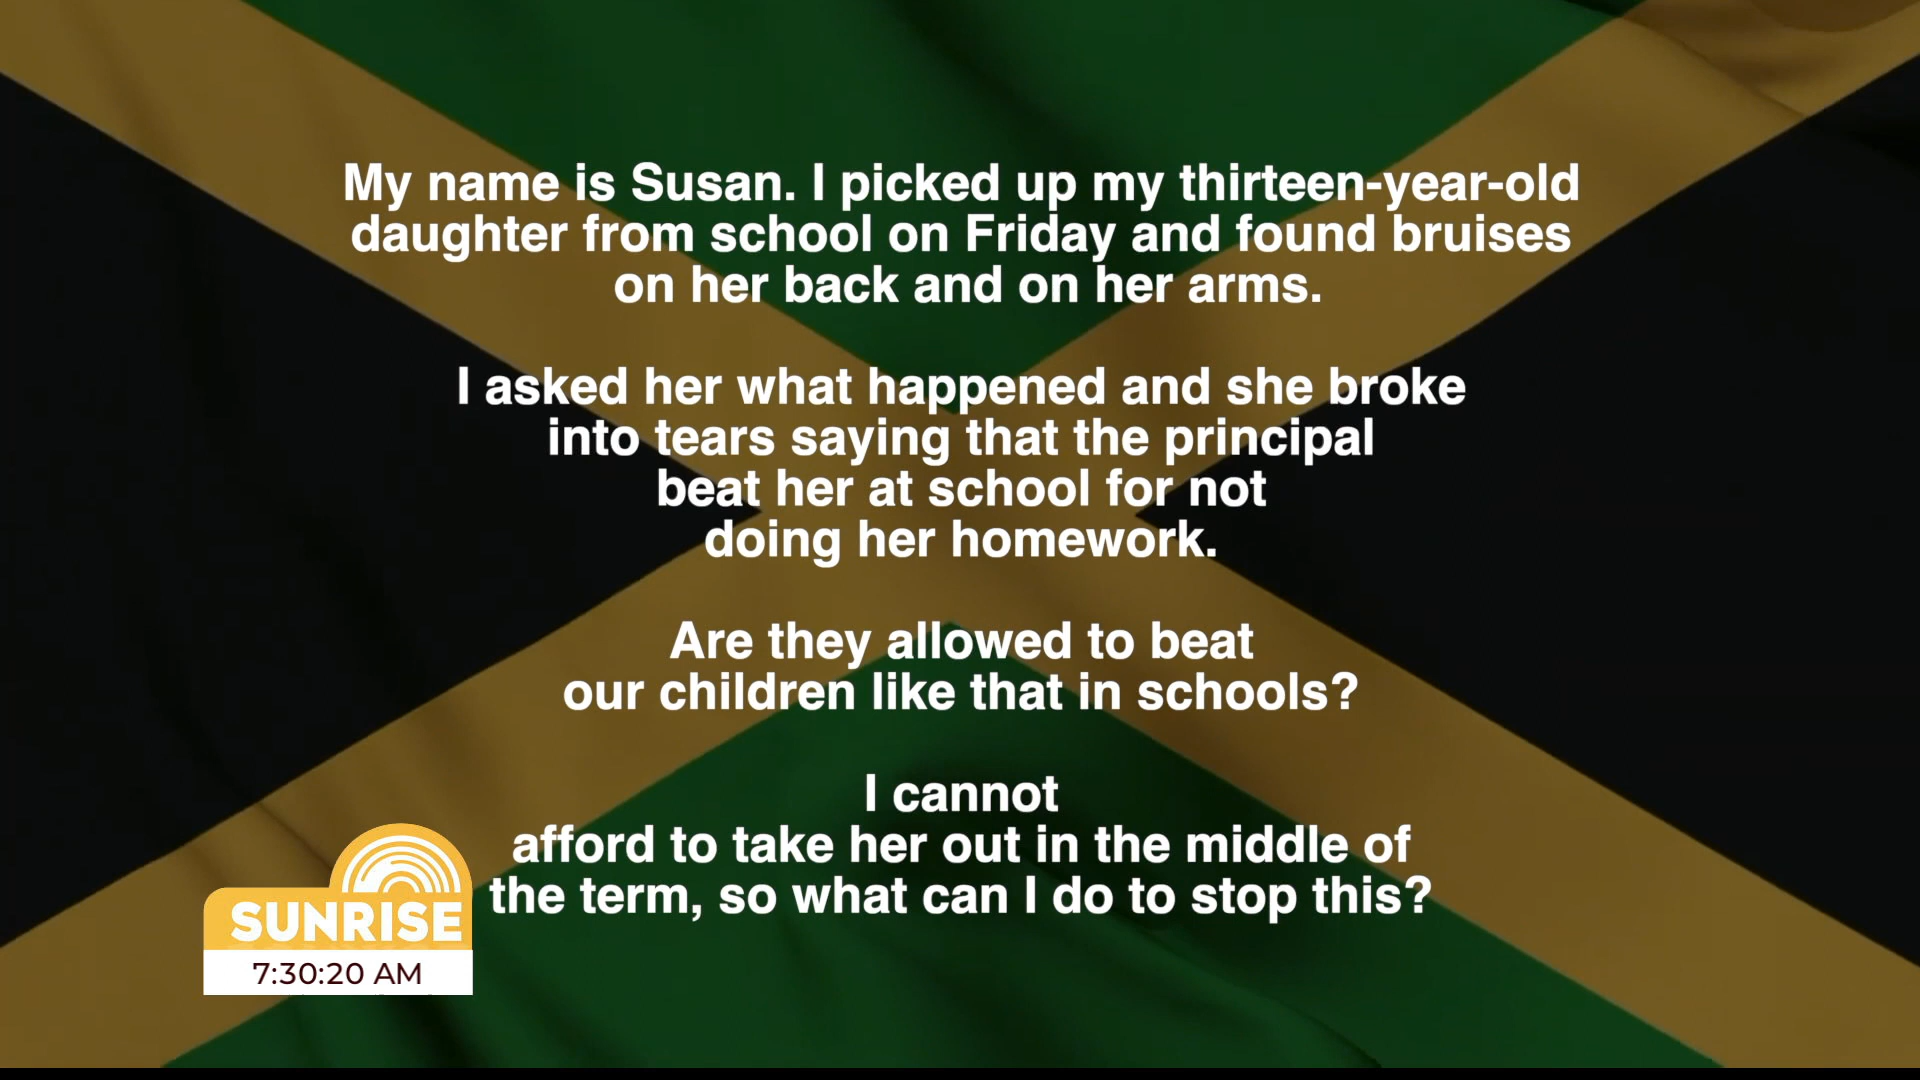 My name is Susan. I picked up my thirteen-year-old
daughter from school on Friday and found bruises
on her back and on her arms.
I asked her what happened and she broke
into tears saying that the principal
beat her at school for not
doing her homework.
Are they allowed to beat
our children like that in schools?
I cannot
afford to take her out in the middle of
the term, so what can I do to stop this?
SUNRISE
7:30:20 AM